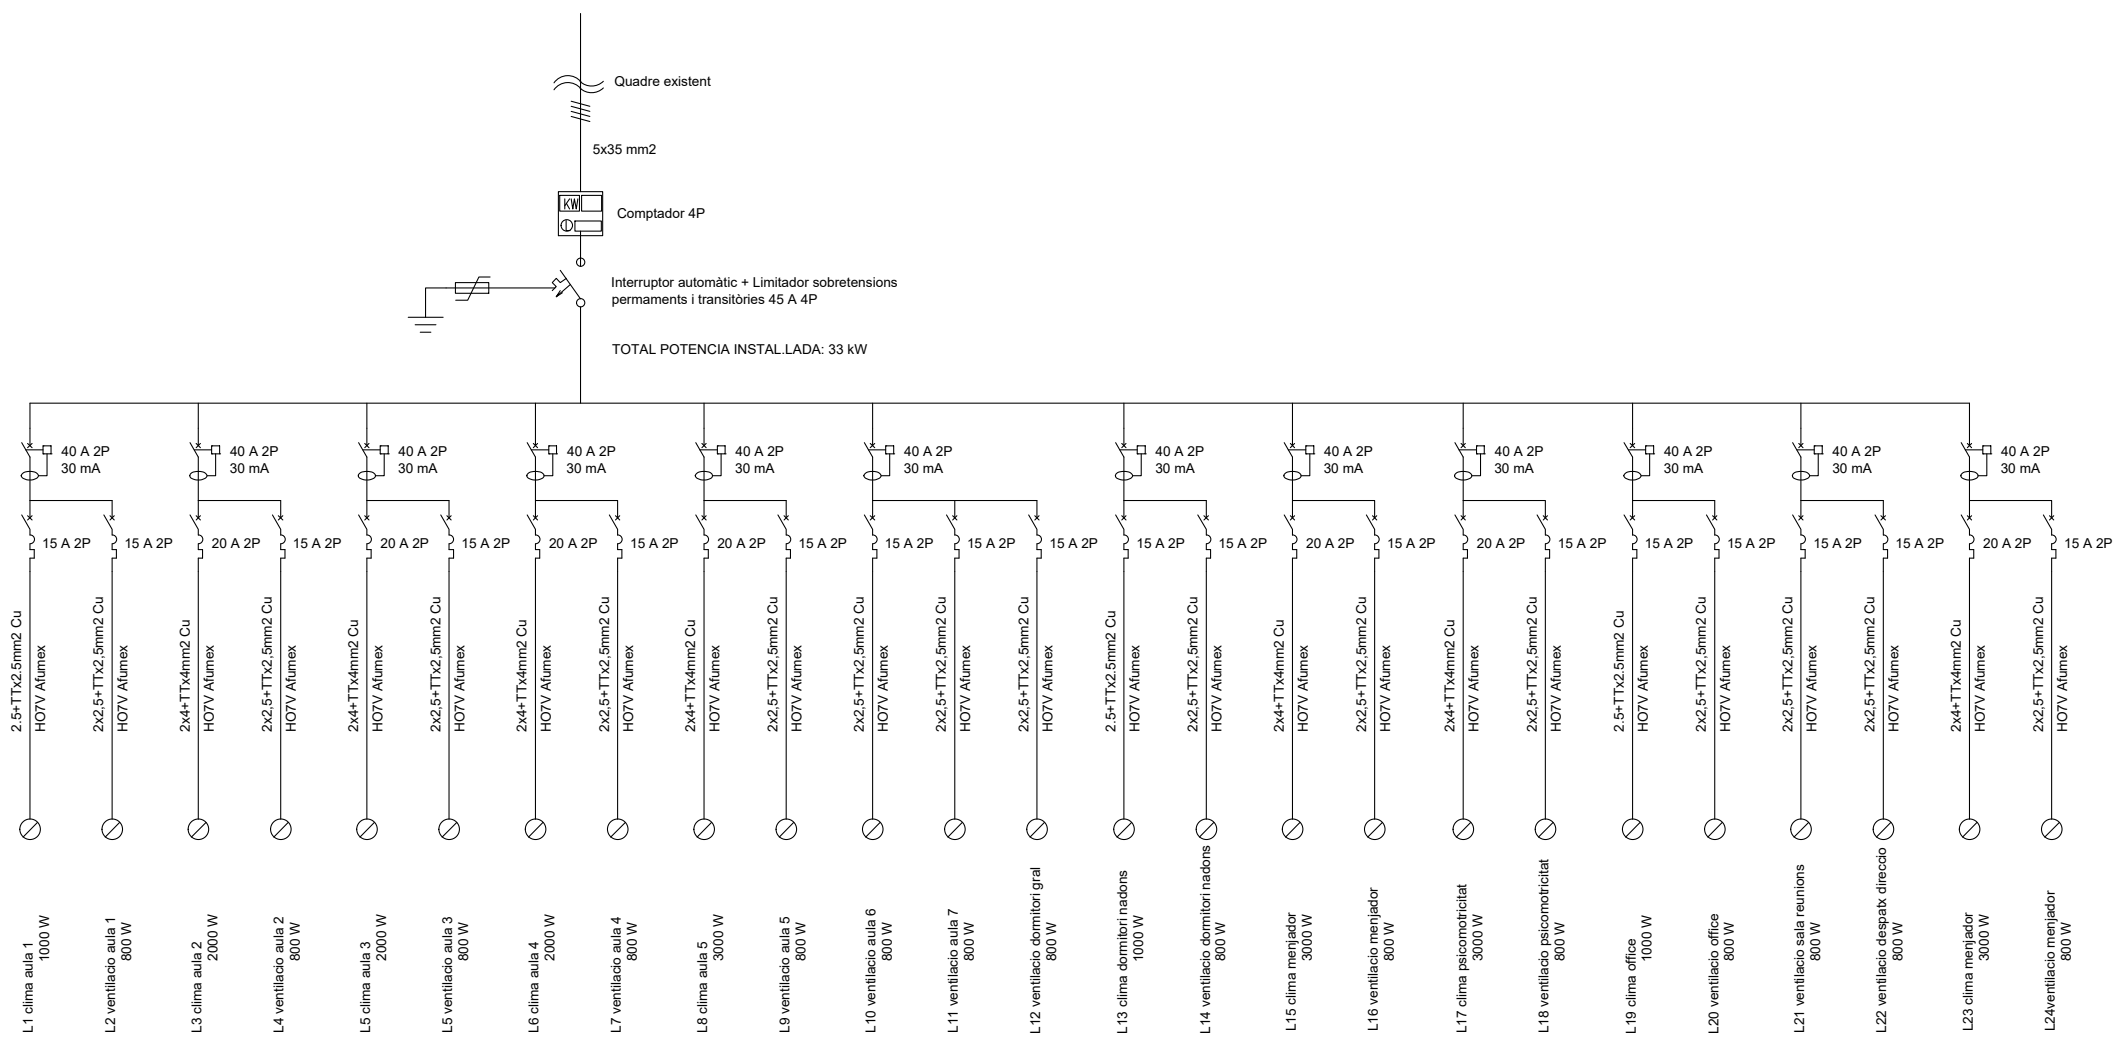 Quadre existent
5x35 mm2
KW
Comptador 4P
Interruptor automàtic + Limitador sobretensions
permaments i transitòries 45 A 4P
TOTAL POTENCIA INSTAL.LADA: 33 kW
40 A 2P
30 mA
40 A 2P
30 mA
40 A 2P
30 mA
40 A 2P
30 mA
40 A 2P
30 mA
40 A 2P
30 mA
40 A 2P
30 mA
40 A 2P
30 mA
40 A 2P
30 mA
40 A 2P
30 mA
40 A 2P
30 mA
40 A 2P
30 mA
15 A 2P
15 A 2P
20 A 2P
15 A 2P
20 A 2P
15 A 2P
20 A 2P
15 A 2P
20 A 2P
15 A 2P
15 A 2P
15 A 2P
15 A 2P
15 A 2P
15 A 2P
20 A 2P
15 A 2P
20 A 2P
15 A 2P
15 A 2P
15 A 2P
15 A 2P
15 A 2P
20 A 2P
15 A 2P
2.5+TTx2.5mm2 Cu
HO7V Afumex
2x2,5+TTx2,5mm2 Cu
HO7V Afumex
2x4+TTx4mm2 Cu
HO7V Afumex
2x2,5+TTx2,5mm2 Cu
HO7V Afumex
2x4+TTx4mm2 Cu
HO7V Afumex
2x2,5+TTx2,5mm2 Cu
HO7V Afumex
2x4+TTx4mm2 Cu
HO7V Afumex
2x2,5+TTx2,5mm2 Cu
HO7V Afumex
2x4+TTx4mm2 Cu
HO7V Afumex
2x2,5+TTx2,5mm2 Cu
HO7V Afumex
2x2,5+TTx2,5mm2 Cu
HO7V Afumex
2x2,5+TTx2,5mm2 Cu
HO7V Afumex
2x2,5+TTx2,5mm2 Cu
HO7V Afumex
2.5+TTx2.5mm2 Cu
HO7V Afumex
2x2,5+TTx2,5mm2 Cu
HO7V Afumex
2x4+TTx4mm2 Cu
HO7V Afumex
2x2,5+TTx2,5mm2 Cu
HO7V Afumex
2x4+TTx4mm2 Cu
HO7V Afumex
2x2,5+TTx2,5mm2 Cu
HO7V Afumex
2.5+TTx2.5mm2 Cu
HO7V Afumex
2x2,5+TTx2,5mm2 Cu
HO7V Afumex
2x2,5+TTx2,5mm2 Cu
HO7V Afumex
2x2,5+TTx2,5mm2 Cu
HO7V Afumex
2x4+TTx4mm2 Cu
HO7V Afumex
2x2,5+TTx2,5mm2 Cu
HO7V Afumex
L1 clima aula 1
1000 W
L2 ventilacio aula 1
800 W
L3 clima aula 2
2000 W
L4 ventilacio aula 2
800 W
L5 clima aula 3
2000 W
L5 ventilacio aula 3
800 W
L6 clima aula 4
2000 W
L7 ventilacio aula 4
800 W
L8 clima aula 5
3000 W
L9 ventilacio aula 5
800 W
L10 ventilacio aula 6
800 W
L11 ventilacio aula 7
800 W
L12 ventilacio dormitori gral
800 W
L13 clima dormitori nadons
1000 W
L14 ventilacio dormitori nadons
800 W
L15 clima menjador
3000 W
L16 ventilacio menjador
800 W
L17 clima psicomotricitat
3000 W
L18 ventilacio psicomotricitat
800 W
L19 clima office
1000 W
L20 ventilacio office
800 W
L21 ventilacio sala reunions
800 W
L22 ventilacio despatx direccio
800 W
L23 clima menjador
3000 W
L24ventilacio menjador
800 W